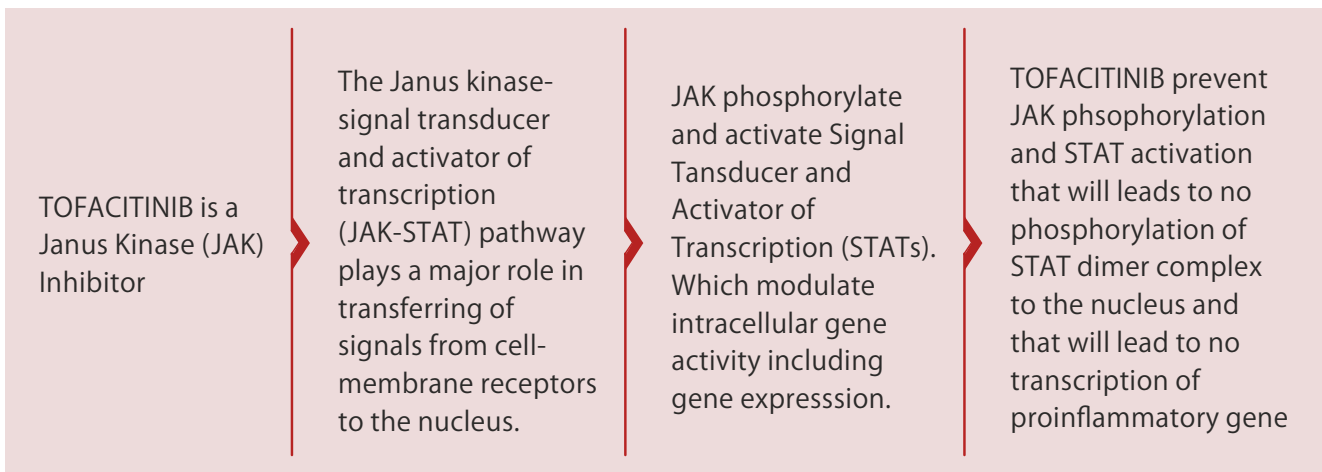 TOFACITINIB is a
Janus Kinase (JAK)
Inhibitor
The Janus kinase-
signal transducer
and activator of
transcription
(JAK-STAT) pathway
plays a major role in
transferring of
signals from cell-
membrane receptors
to the nucleus.
JAK phosphorylate
and activate Signal
Tansducer and
Activator of
Transcription (STATs).
Which modulate
intracellular gene
activity including
gene expresssion.
TOFACITINIB prevent
JAK phsophorylation
and STAT activation
that will leads to no
phosphorylation of
STAT dimer complex
to the nucleus and
that will lead to no
transcription of
proinflammatory gene